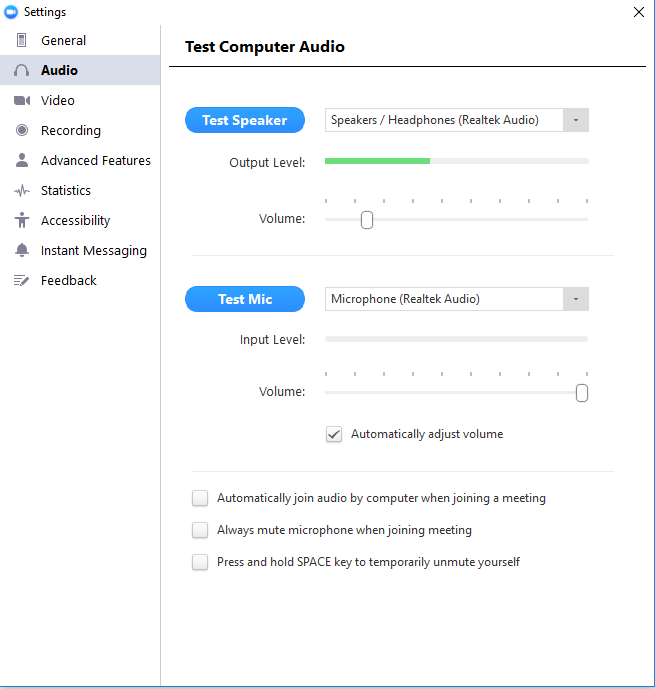 Settings
General
Audio
Video
Recording
Advanced Features
Statistics
Accessibility
Instant Messaging
Feedback
Test Computer Audio
Test Speaker
Speakers / Headphones (Realtek Audio)
Output Level:
Volume:
Test Mic
Microphone (Realtek Audio)
Input Level:
Volume:
Automatically adjust volume
Automatically join audio by computer when joining a meeting
Always mute microphone when joining meeting
Press and hold SPACE key to temporarily unmute yourself